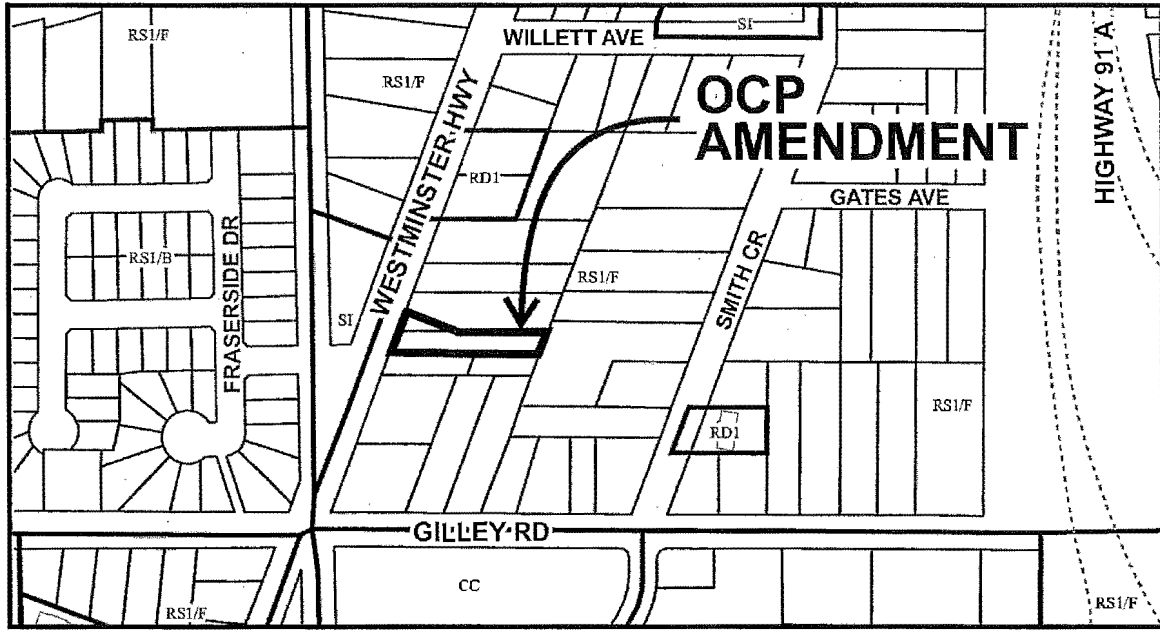 RS1/F
WILLETT AVE
SI
RS1/F
WESTMINSTER HWY
OCP
AMENDMENT
HIGHWAY 91 A
RD1
GATES AVE
RS1/B
FRASERSIDE DR
RS1/F
SMITH CR
SI
RS1/F
RD1
GILLEY RD
CC
RS1/F
RS1/F